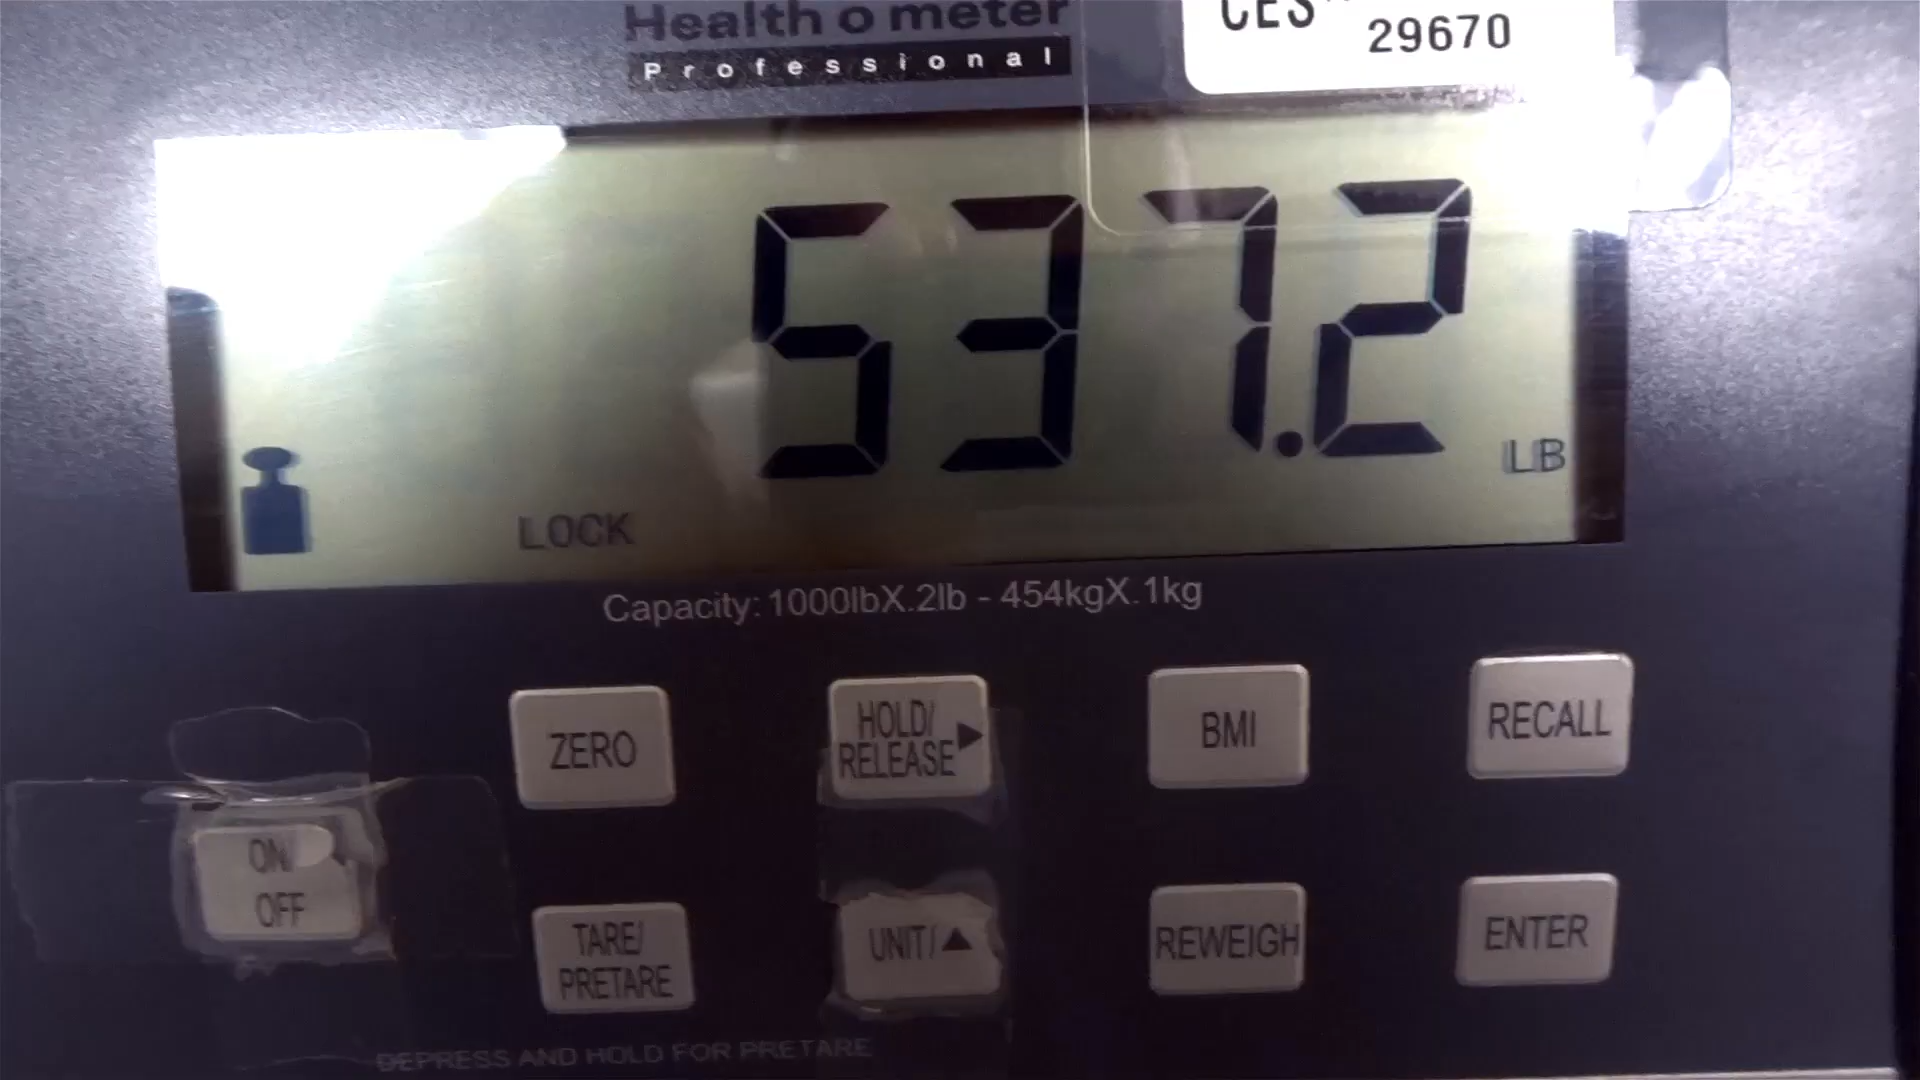 Health o meter
Professional
CES
29670
537.2
LB
LOCK
Capacity: 1000lbX.2lb - 454kgX.1kg
ZERO
HOLD/
RELEASE
BMI
RECALL
ON/
OFF
TARE/
PRETARE
UNIT/
REWEIGH
ENTER
DEPRESS AND HOLD FOR PRETARE